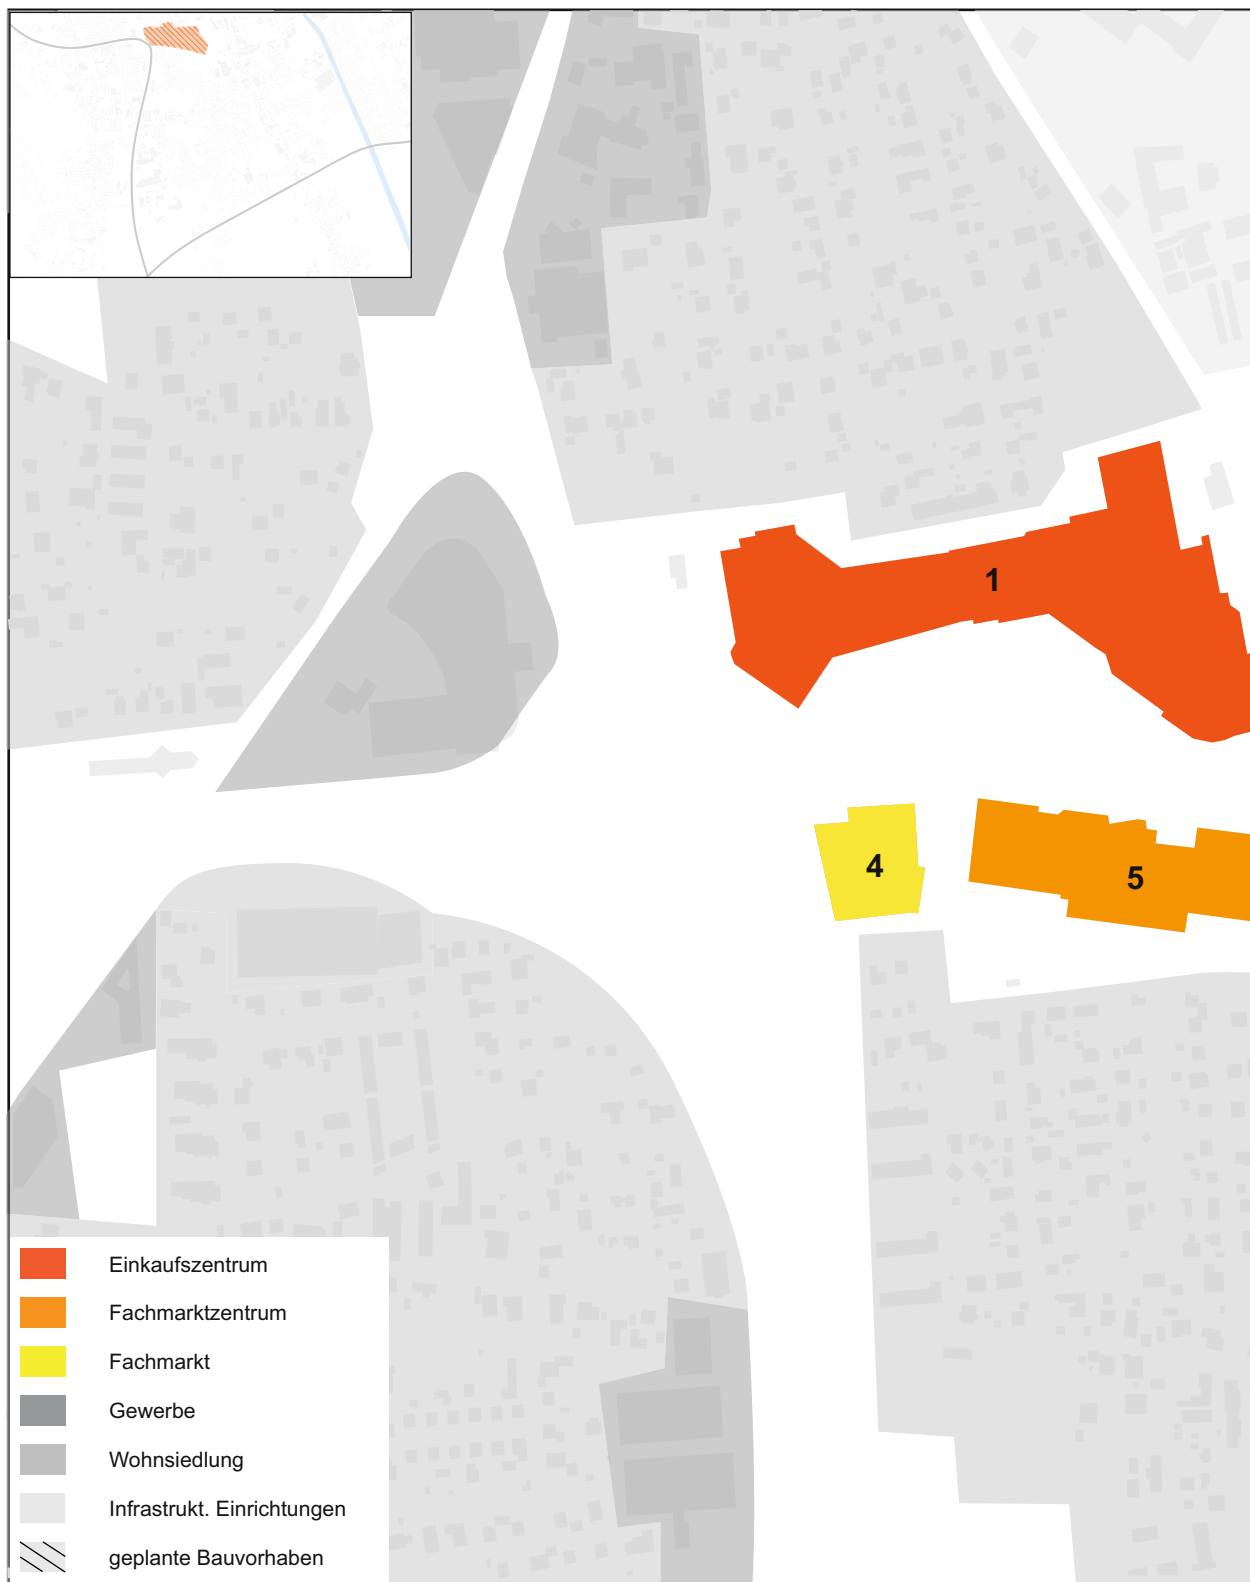 1
4
5
Einkaufszentrum
Fachmarktzentrum
Fachmarkt
Gewerbe
Wohnsiedlung
Infrastrukt. Einrichtungen
geplante Bauvorhaben